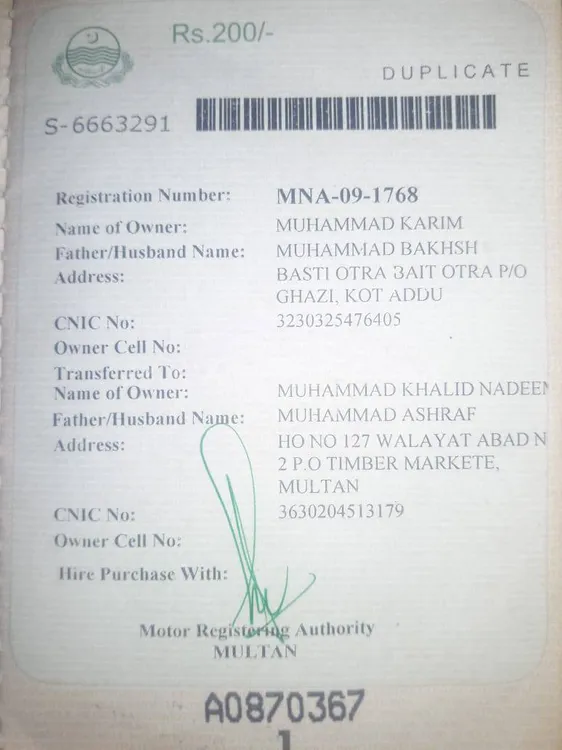 Rs.200/-
DUPLICATE
S-6663291
Registration Number: MNA-09-1768
Name of Owner: MUHAMMAD KARIM
Father/Husband Name: MUHAMMAD BAKHSH
Address: BASTI OTRA BAIT OTRA P/O
GHAZI, KOT ADDU
CNIC No: 3230325476405
Owner Cell No:
Transferred To:
Name of Owner: MUHAMMAD KHALID NADEEM
Father/Husband Name: MUHAMMAD ASHRAF
Address: HO NO 127 WALAYAT ABAD N
2 P.O TIMBER MARKETE,
MULTAN
CNIC No: 3630204513179
Owner Cell No:
Hire Purchase With:
Motor Registering Authority
MULTAN
A0870367
1